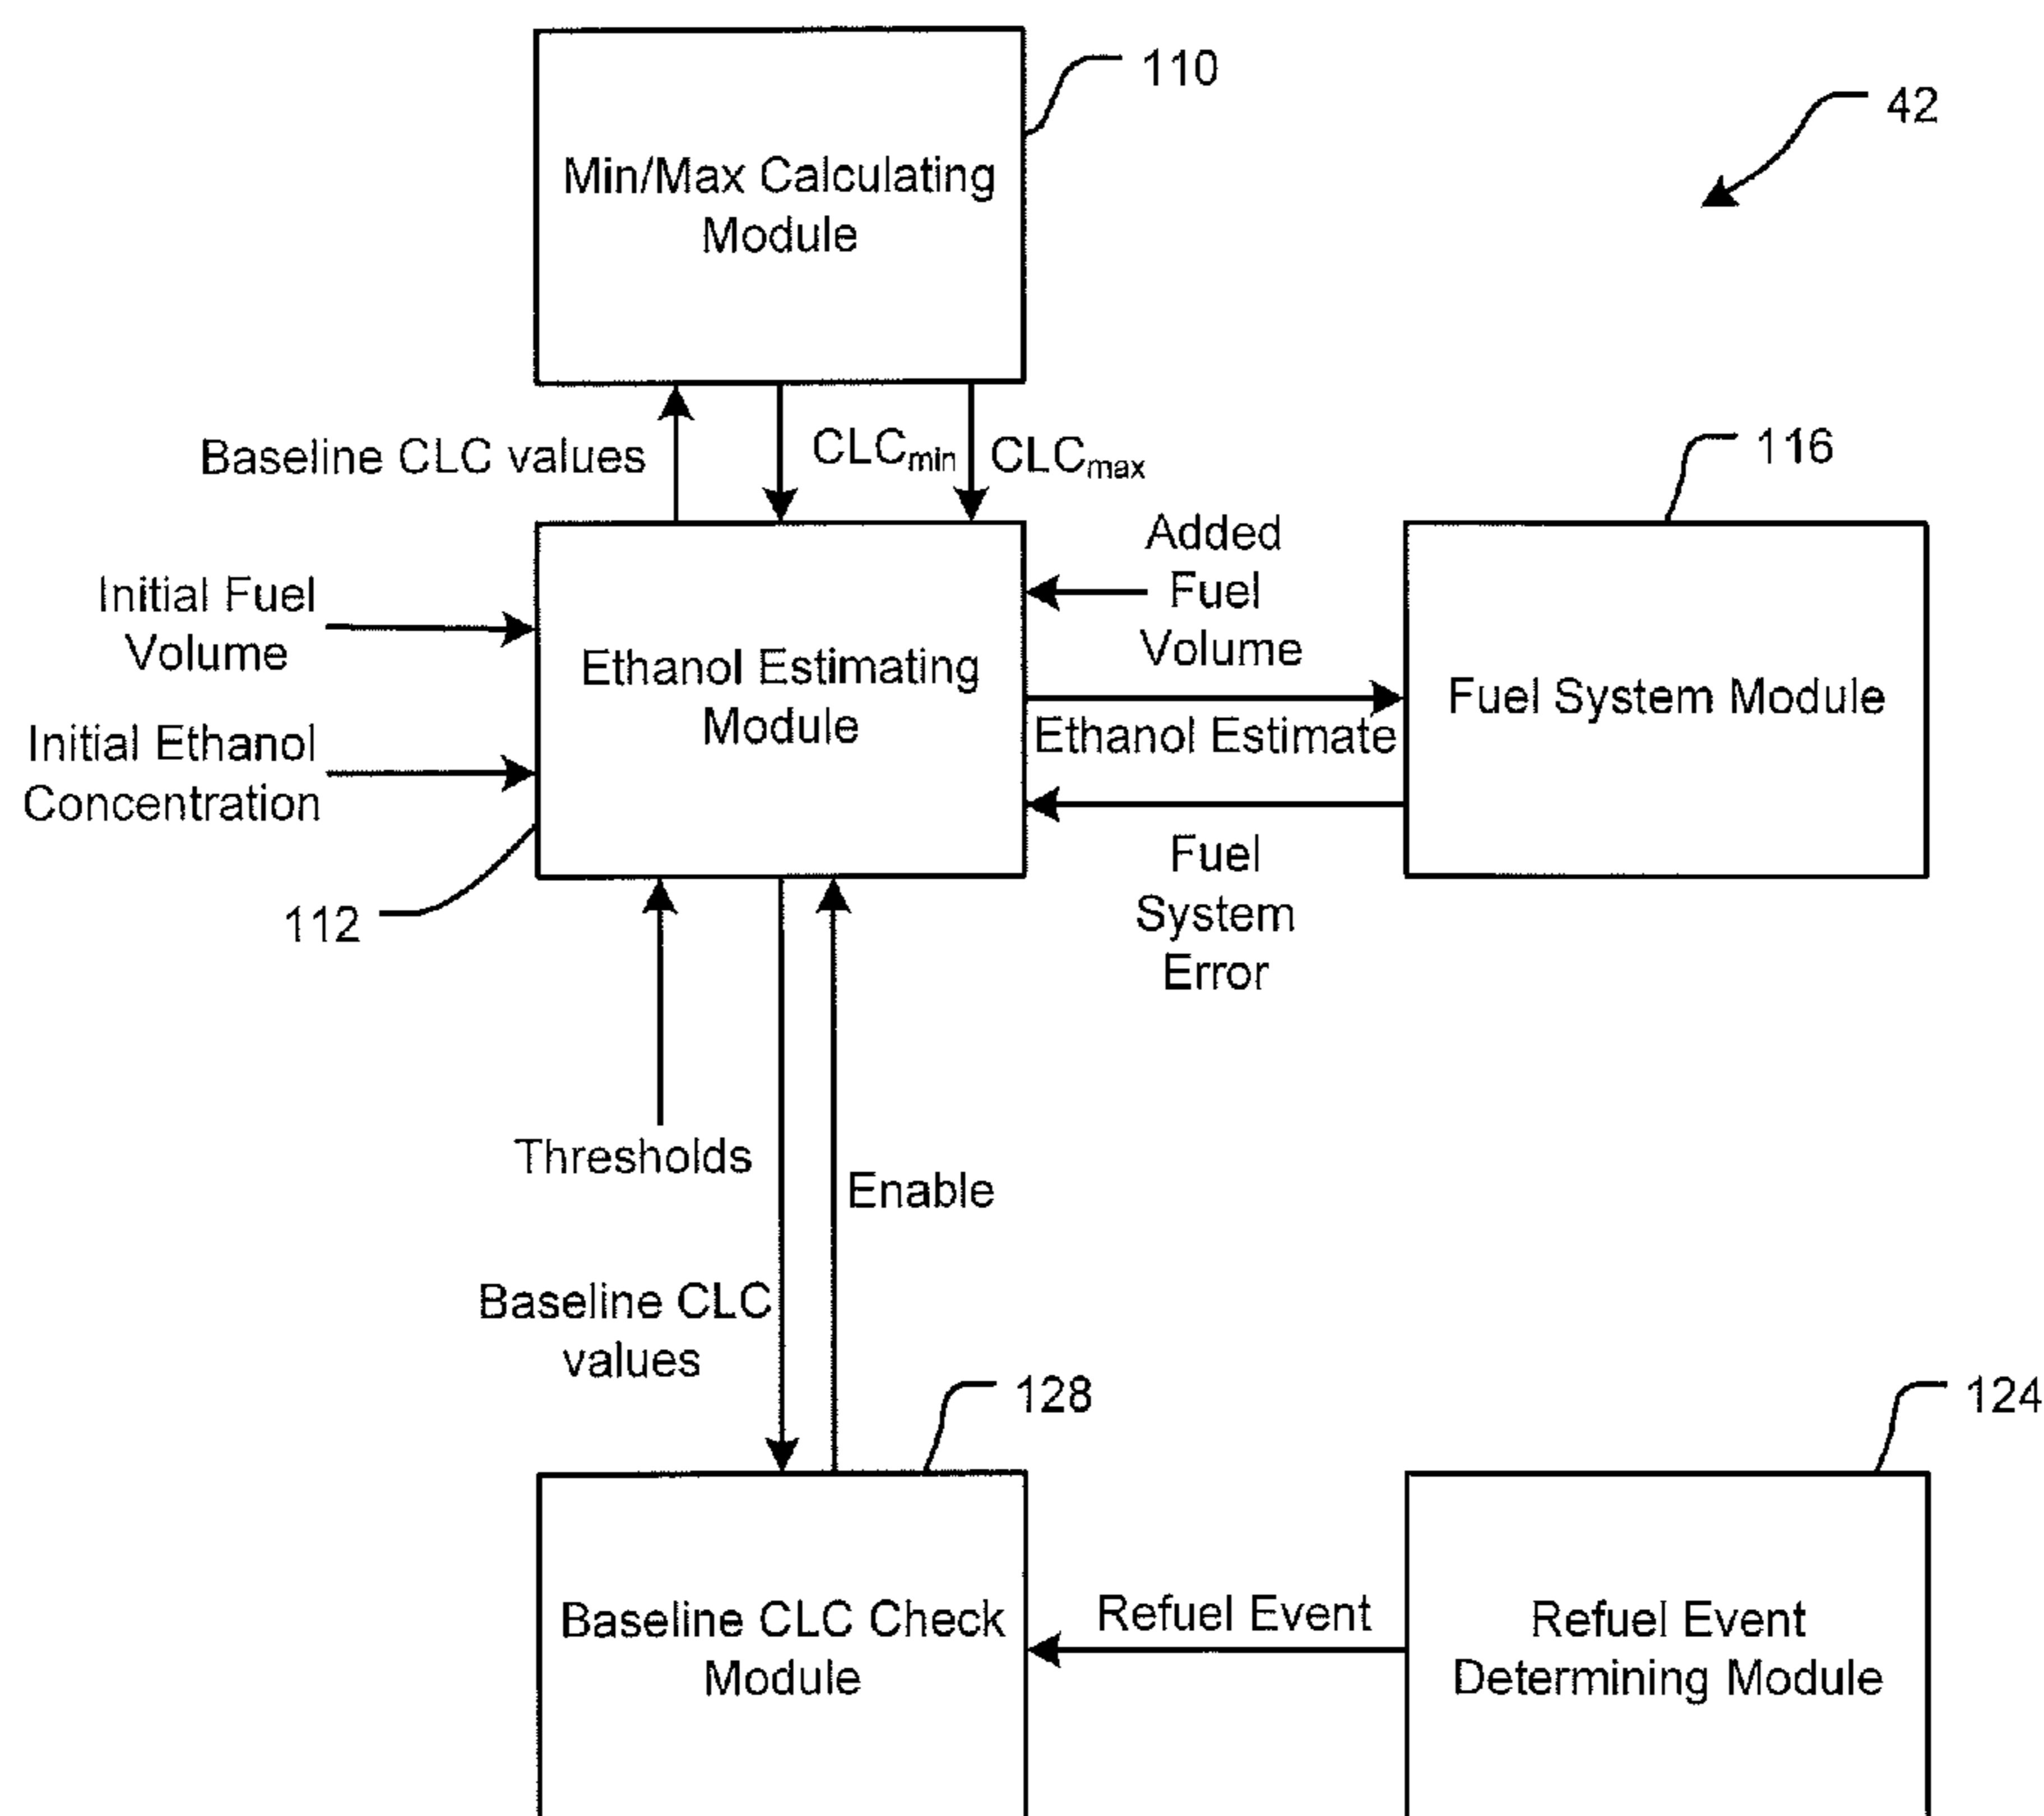 110
42
Min/Max Calculating
Module
Baseline CLC values
CLCmin
CLCmax
116
Added
Fuel
Volume
Initial Fuel
Volume
Ethanol Estimating
Module
Fuel System Module
Ethanol Estimate
Initial Ethanol
Concentration
Fuel
System
Error
112
Thresholds
Enable
Baseline CLC
values
128
124
Baseline CLC Check
Module
Refuel Event
Refuel Event
Determining Module